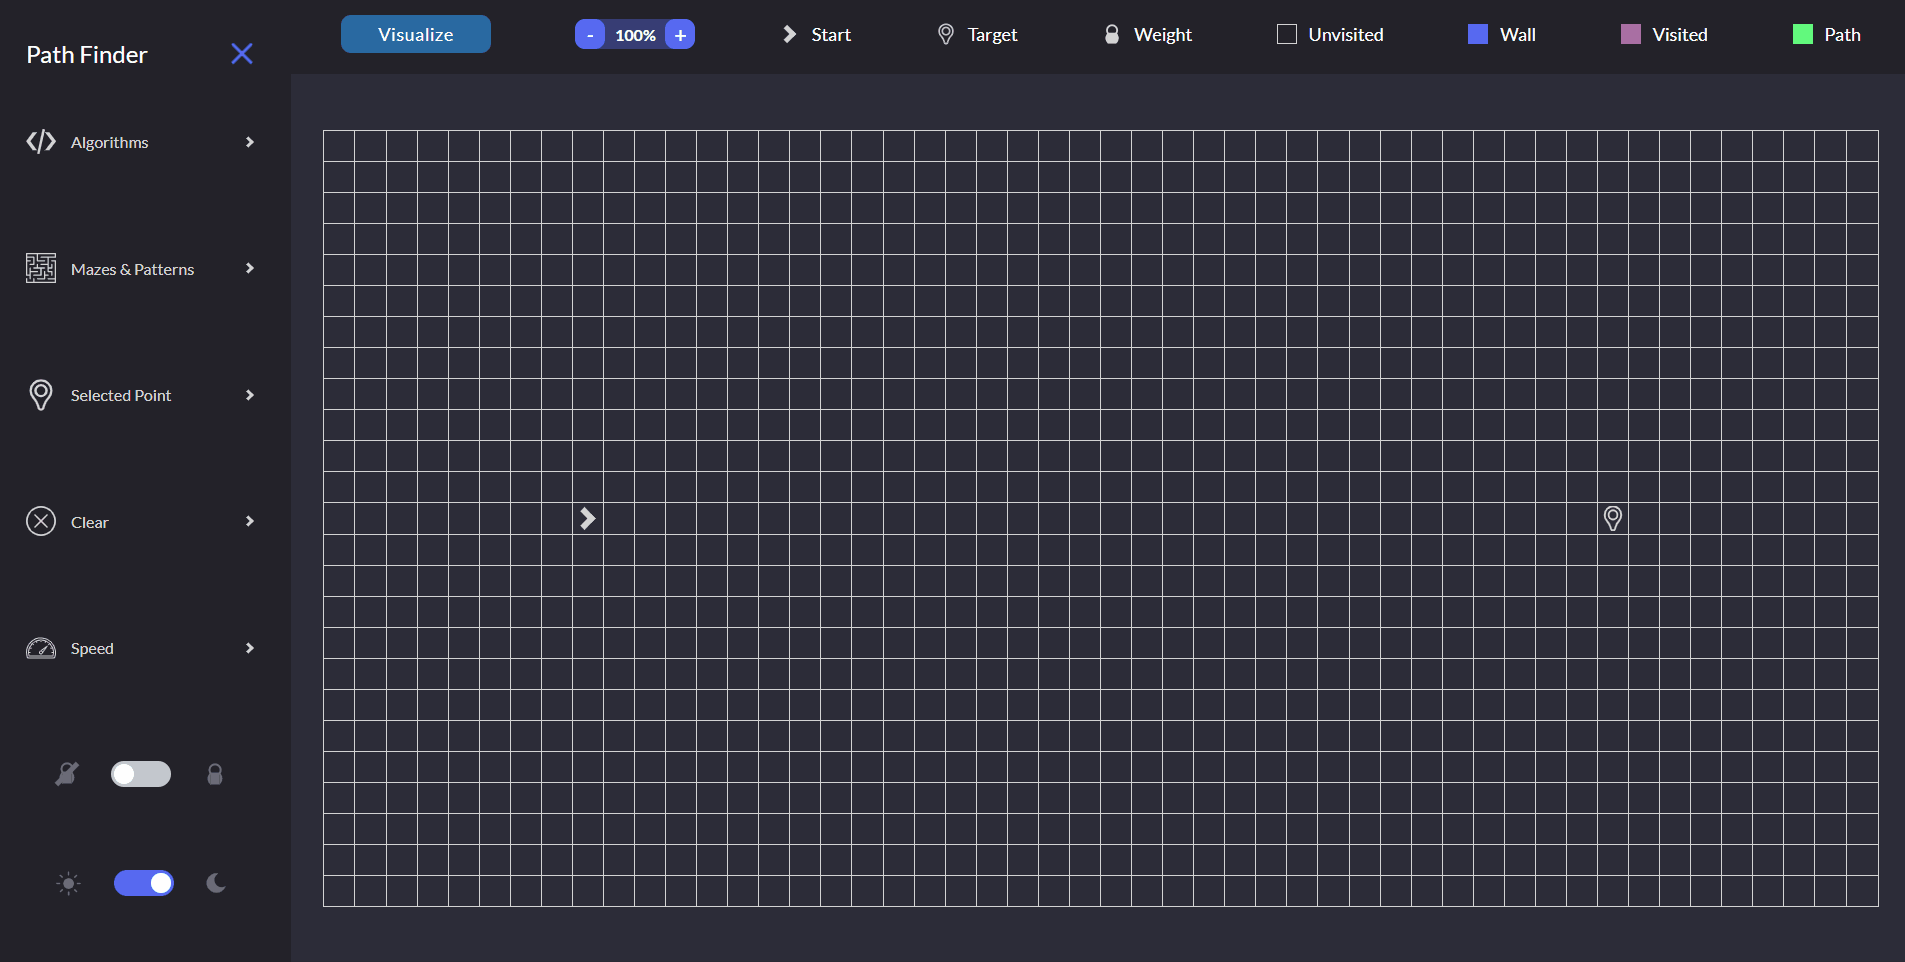 Path Finder
Algorithms
Mazes & Patterns
Selected Point
Clear
Speed
Visualize
- 100% +
Start
Target
Weight
Unvisited
Wall
Visited
Path